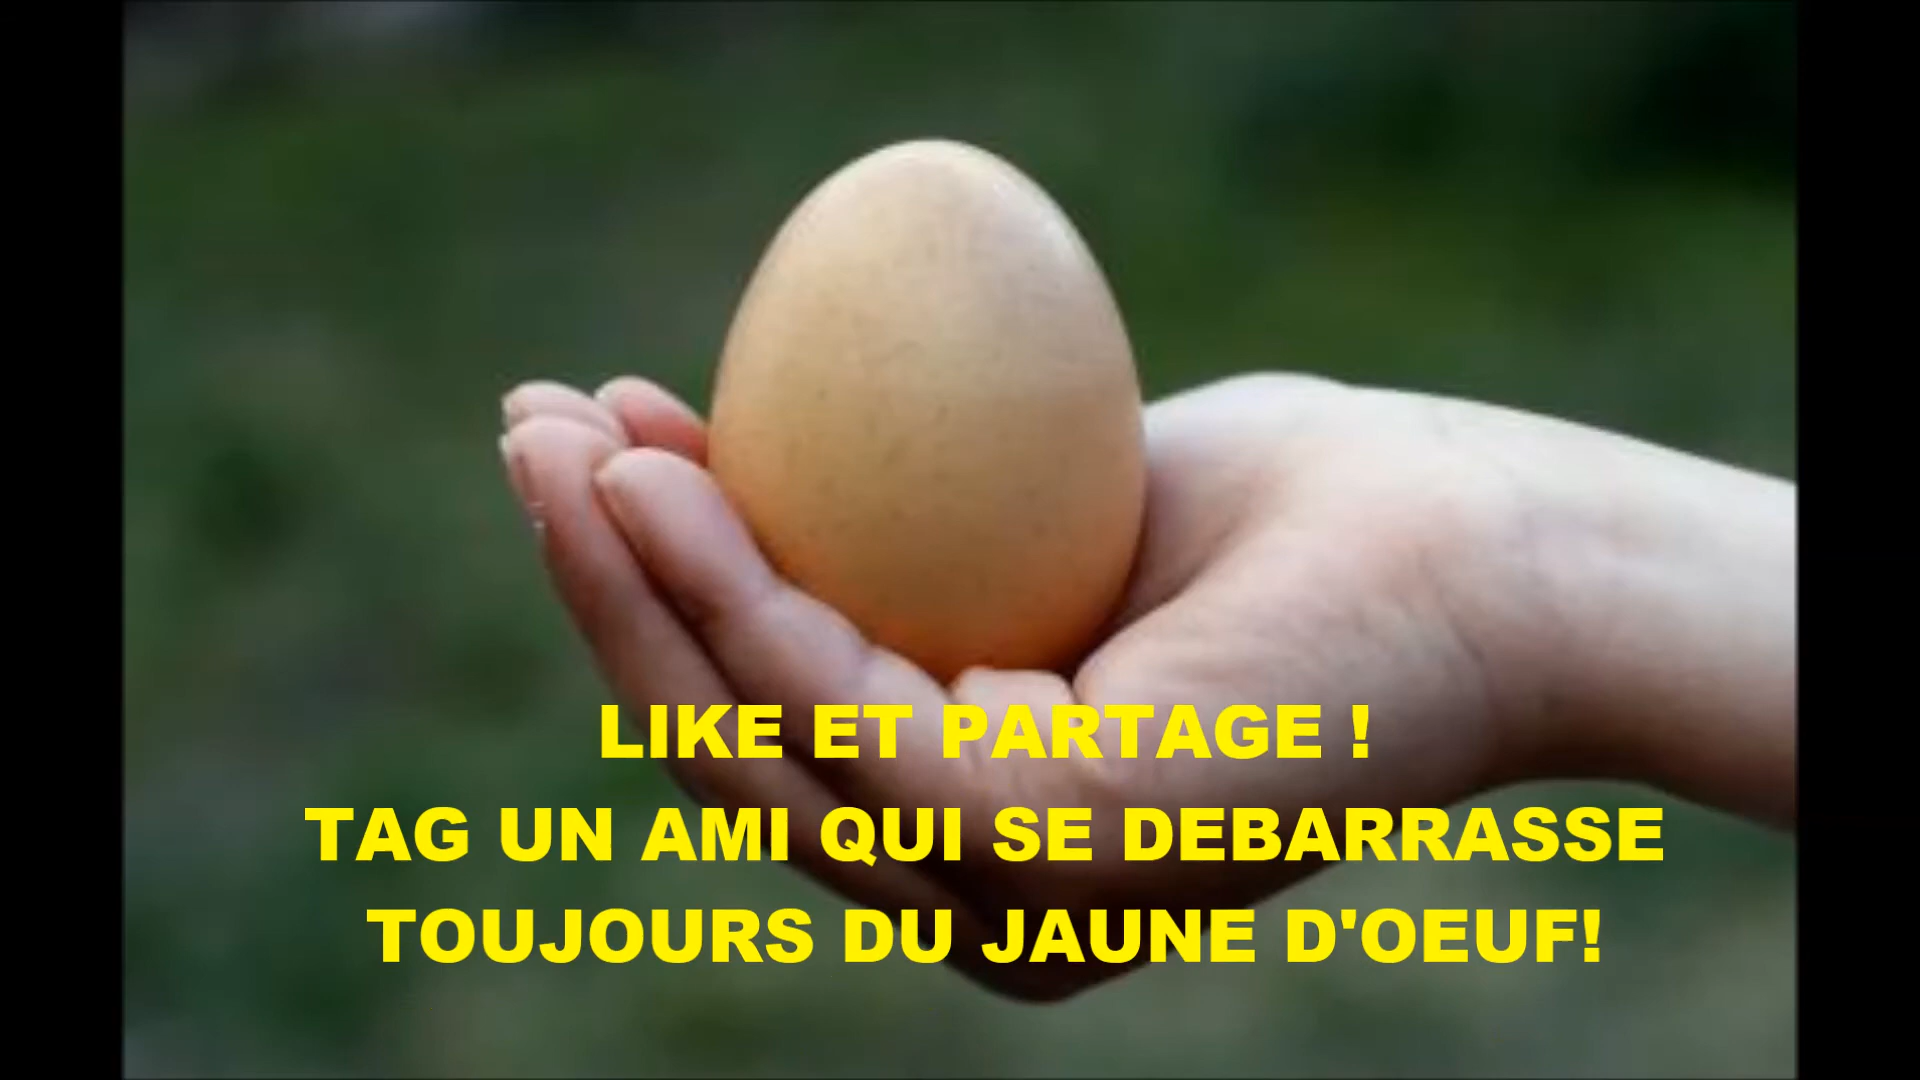 LIKE ET PARTAGE !
TAG UN AMI QUI SE DEBARRASSE
TOUJOURS DU JAUNE D'OEUF!